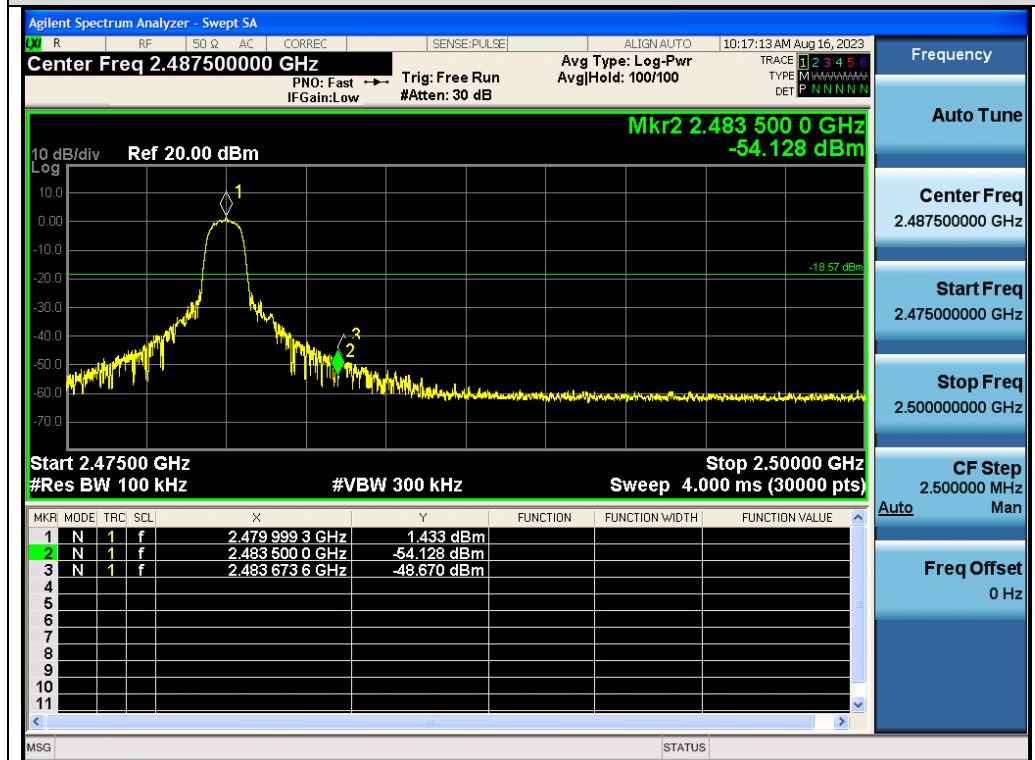 Agilent Spectrum Analyzer - Swept SA
LXI R RF 50 Ω AC CORREC SENSE:PULSE ALIGN AUTO 10:17:13 AM Aug 16, 2023
Center Freq 2.487500000 GHz
PNO: Fast
IFGain:Low
Trig: Free Run
#Atten: 30 dB
Avg Type: Log-Pwr
Avg|Hold: 100/100
TRACE 1 2 3 4 5 6
TYPE M WWWWW
DET P N N N N N
Frequency
Mkr2 2.483 500 0 GHz
-54.128 dBm
10 dB/div Ref 20.00 dBm
Log
10.0
0.00
-10.0
-20.0
-30.0
-40.0
-50.0
-60.0
-70.0
1
-18.57 dBm
3
2
Start 2.47500 GHz Stop 2.50000 GHz
#Res BW 100 kHz #VBW 300 kHz Sweep 4.000 ms (30000 pts)
MKR MODE TRC SCL X Y FUNCTION FUNCTION WIDTH FUNCTION VALUE
1 N 1 f 2.479 999 3 GHz 1.433 dBm
2 N 1 f 2.483 500 0 GHz -54.128 dBm
3 N 1 f 2.483 673 6 GHz -48.670 dBm
4
5
6
7
8
9
10
11
MSG STATUS
Auto Tune
Center Freq
2.487500000 GHz
Start Freq
2.475000000 GHz
Stop Freq
2.500000000 GHz
CF Step
2.500000 MHz
Auto Man
Freq Offset
0 Hz